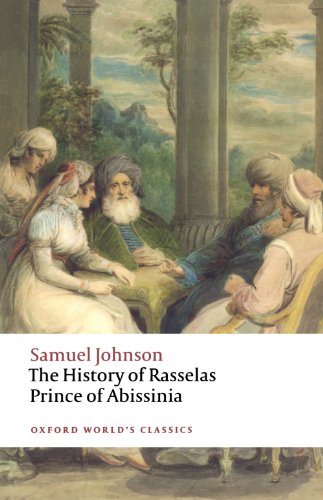 Samuel Johnson
The History of Rasselas
Prince of Abissinia
OXFORD WORLD'S CLASSICS